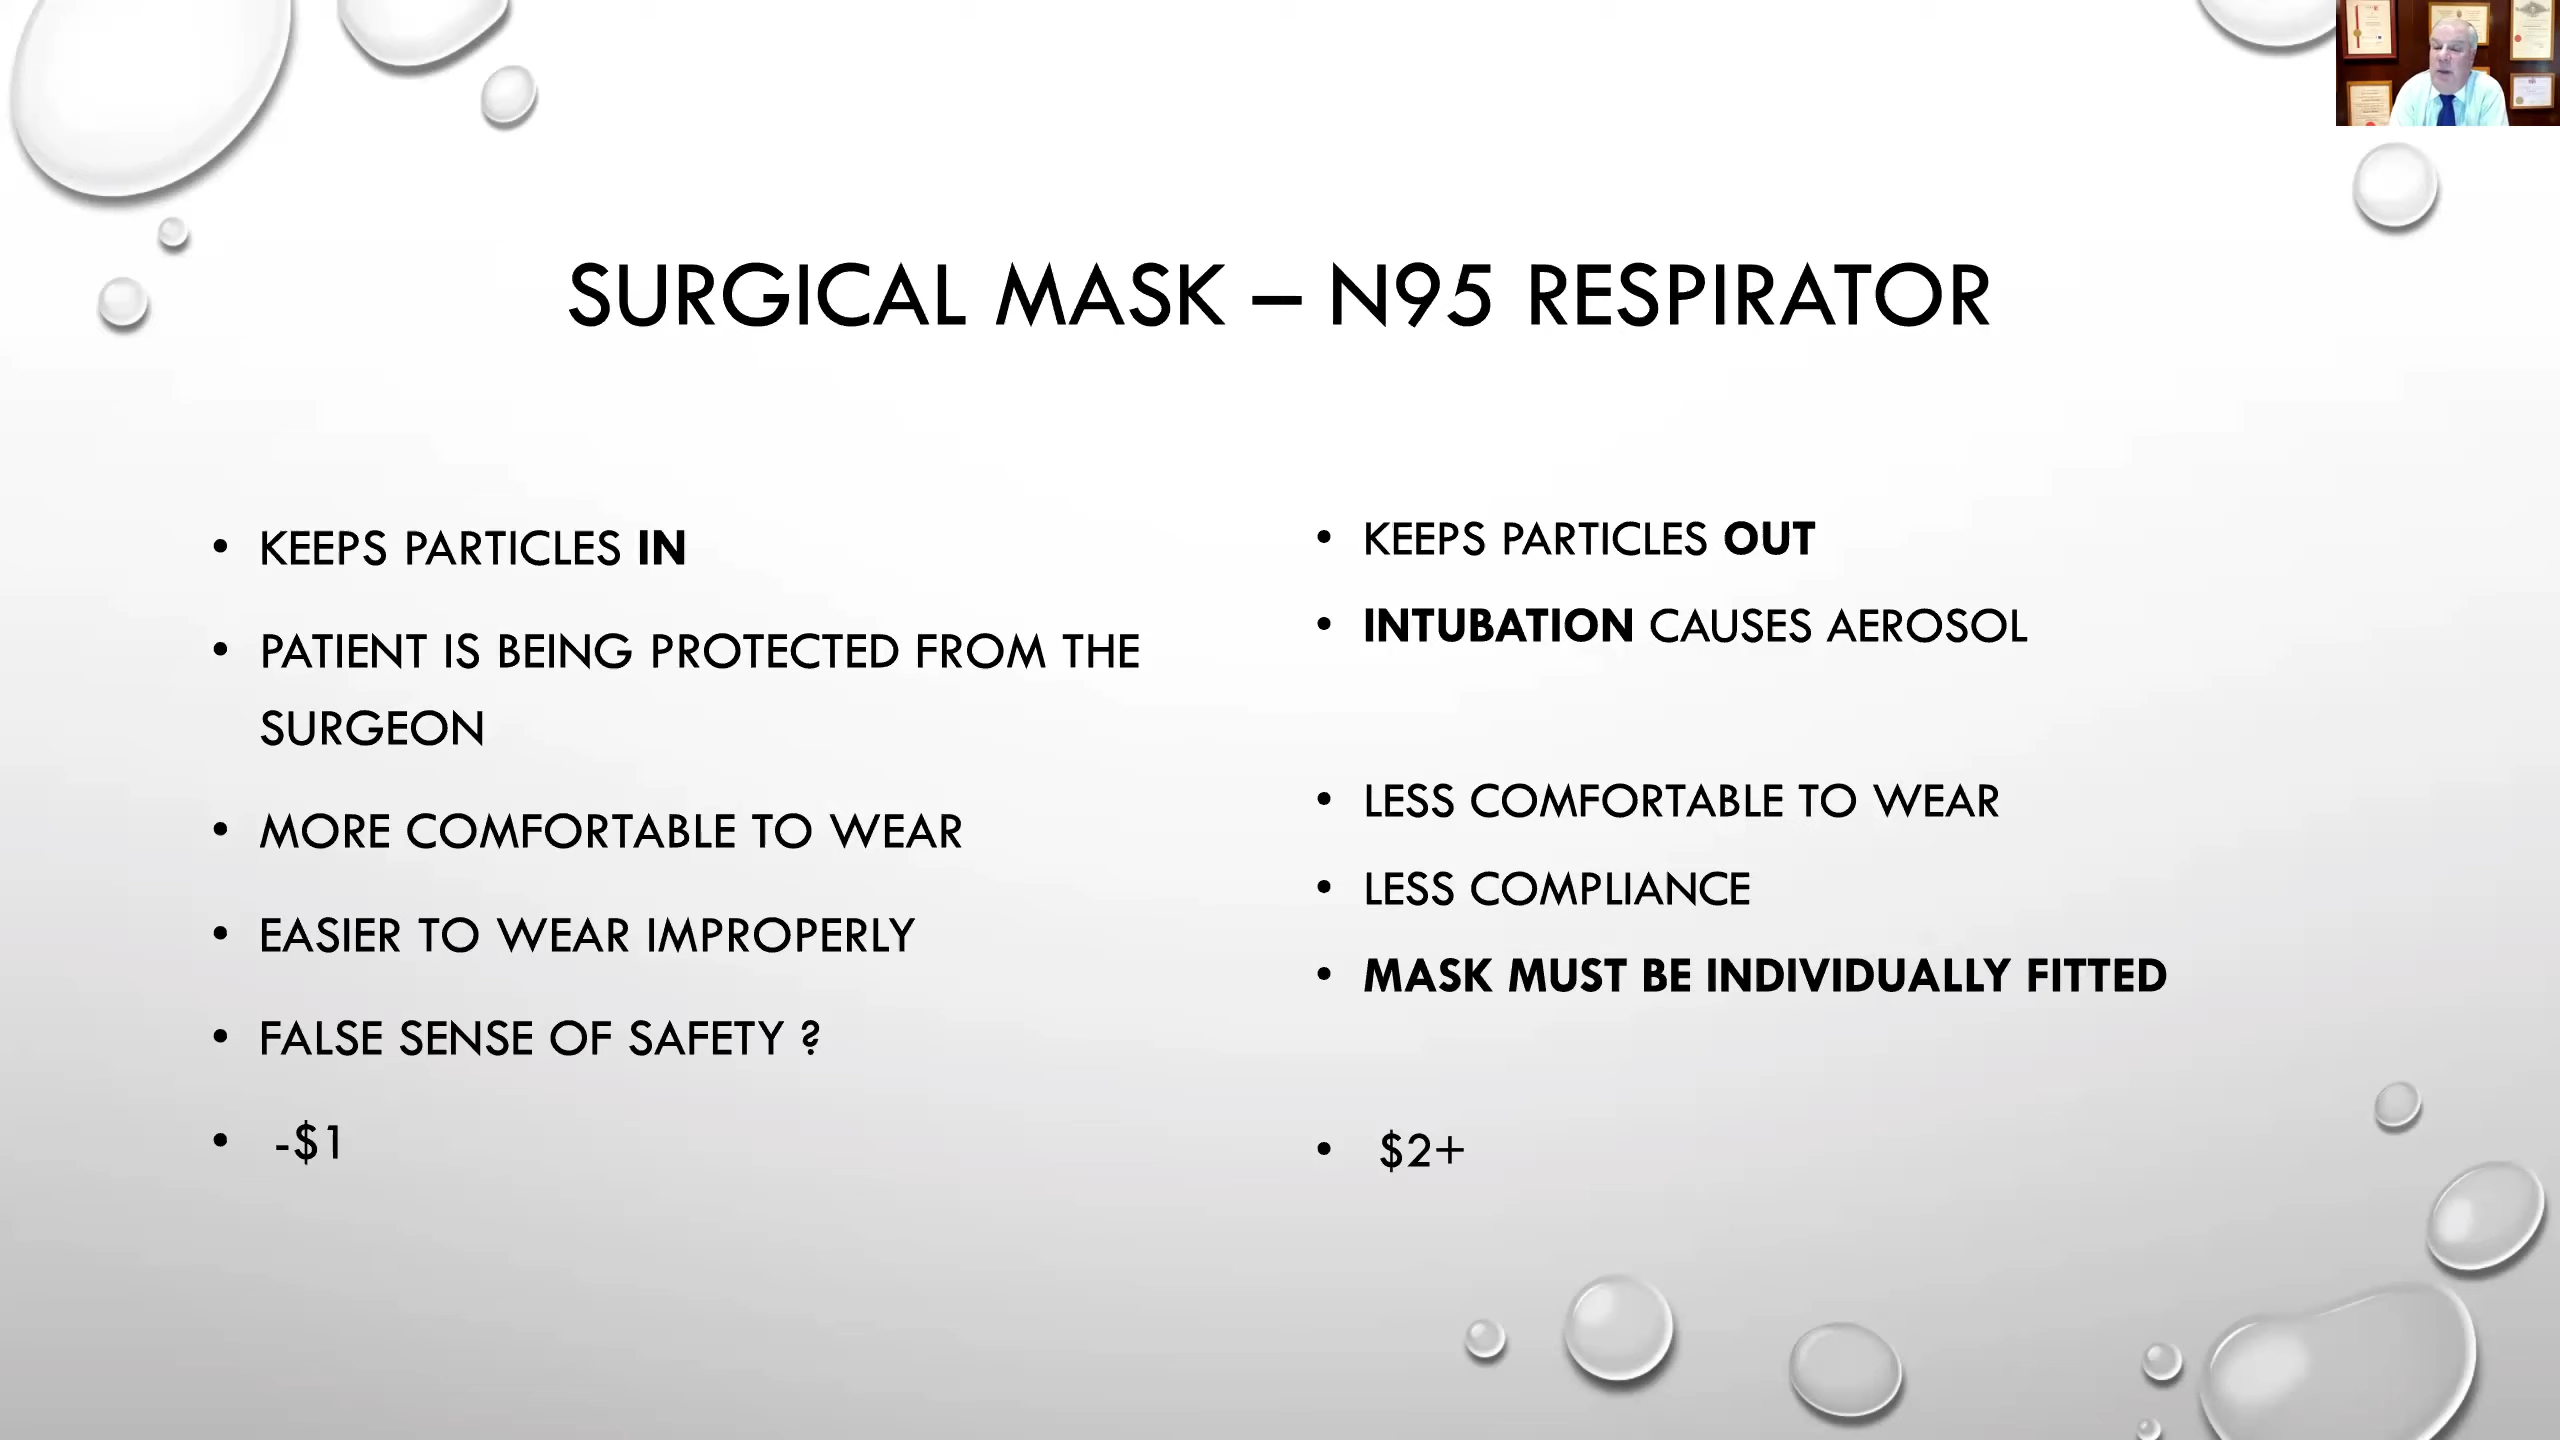 SURGICAL MASK – N95 RESPIRATOR
• KEEPS PARTICLES IN
• PATIENT IS BEING PROTECTED FROM THE
SURGEON
• MORE COMFORTABLE TO WEAR
• EASIER TO WEAR IMPROPERLY
• FALSE SENSE OF SAFETY ?
• -$1
• KEEPS PARTICLES OUT
• INTUBATION CAUSES AEROSOL
• LESS COMFORTABLE TO WEAR
• LESS COMPLIANCE
• MASK MUST BE INDIVIDUALLY FITTED
• $2+